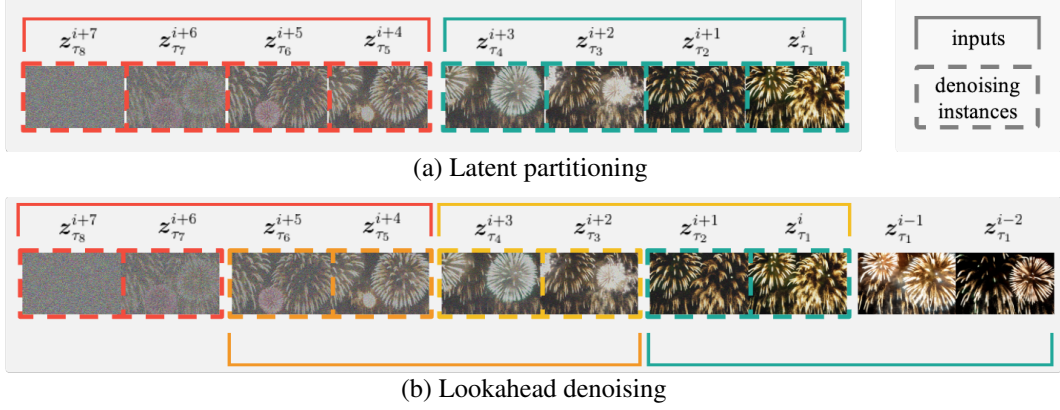 z^{i+7}_{τ_8} z^{i+6}_{τ_7} z^{i+5}_{τ_6} z^{i+4}_{τ_5} z^{i+3}_{τ_4} z^{i+2}_{τ_3} z^{i+1}_{τ_2} z^{i}_{τ_1}
inputs
denoising
instances
(a) Latent partitioning
z^{i+7}_{τ_8} z^{i+6}_{τ_7} z^{i+5}_{τ_6} z^{i+4}_{τ_5} z^{i+3}_{τ_4} z^{i+2}_{τ_3} z^{i+1}_{τ_2} z^{i}_{τ_1} z^{i-1}_{τ_1} z^{i-2}_{τ_1}
(b) Lookahead denoising